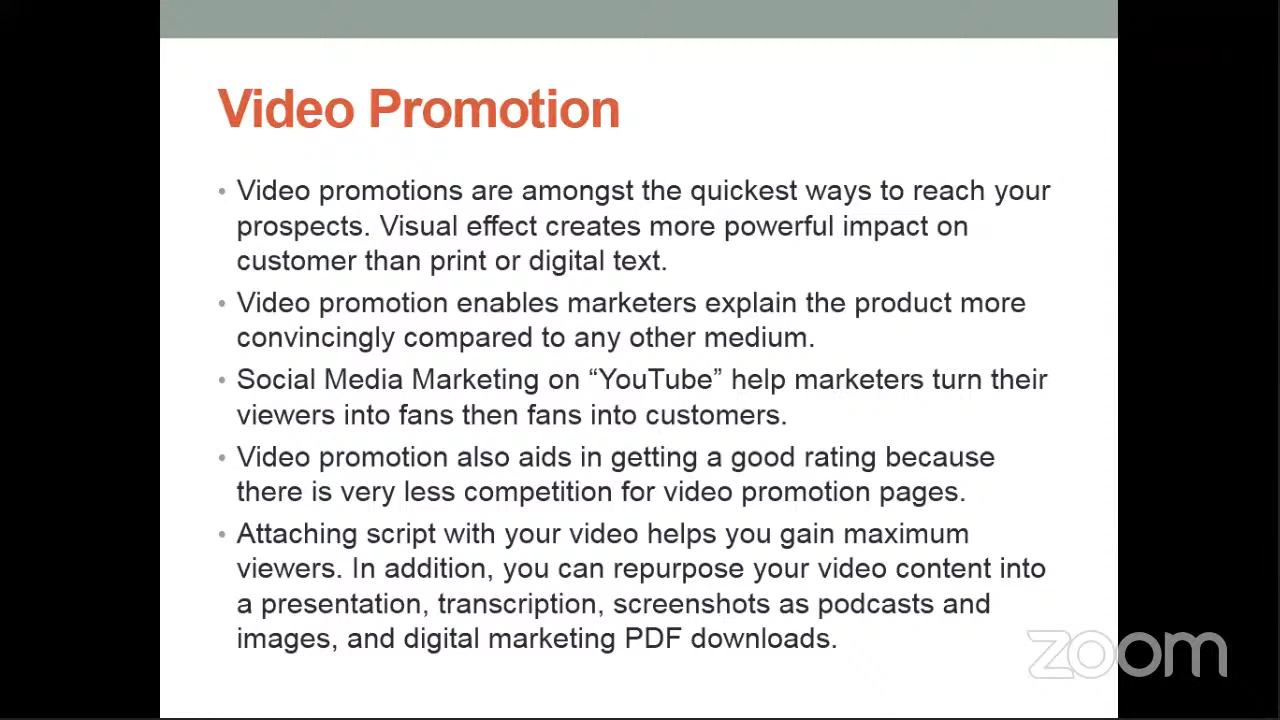 Video Promotion
• Video promotions are amongst the quickest ways to reach your
prospects. Visual effect creates more powerful impact on
customer than print or digital text.
• Video promotion enables marketers explain the product more
convincingly compared to any other medium.
• Social Media Marketing on “YouTube” help marketers turn their
viewers into fans then fans into customers.
• Video promotion also aids in getting a good rating because
there is very less competition for video promotion pages.
• Attaching script with your video helps you gain maximum
viewers. In addition, you can repurpose your video content into
a presentation, transcription, screenshots as podcasts and
images, and digital marketing PDF downloads.
zoom